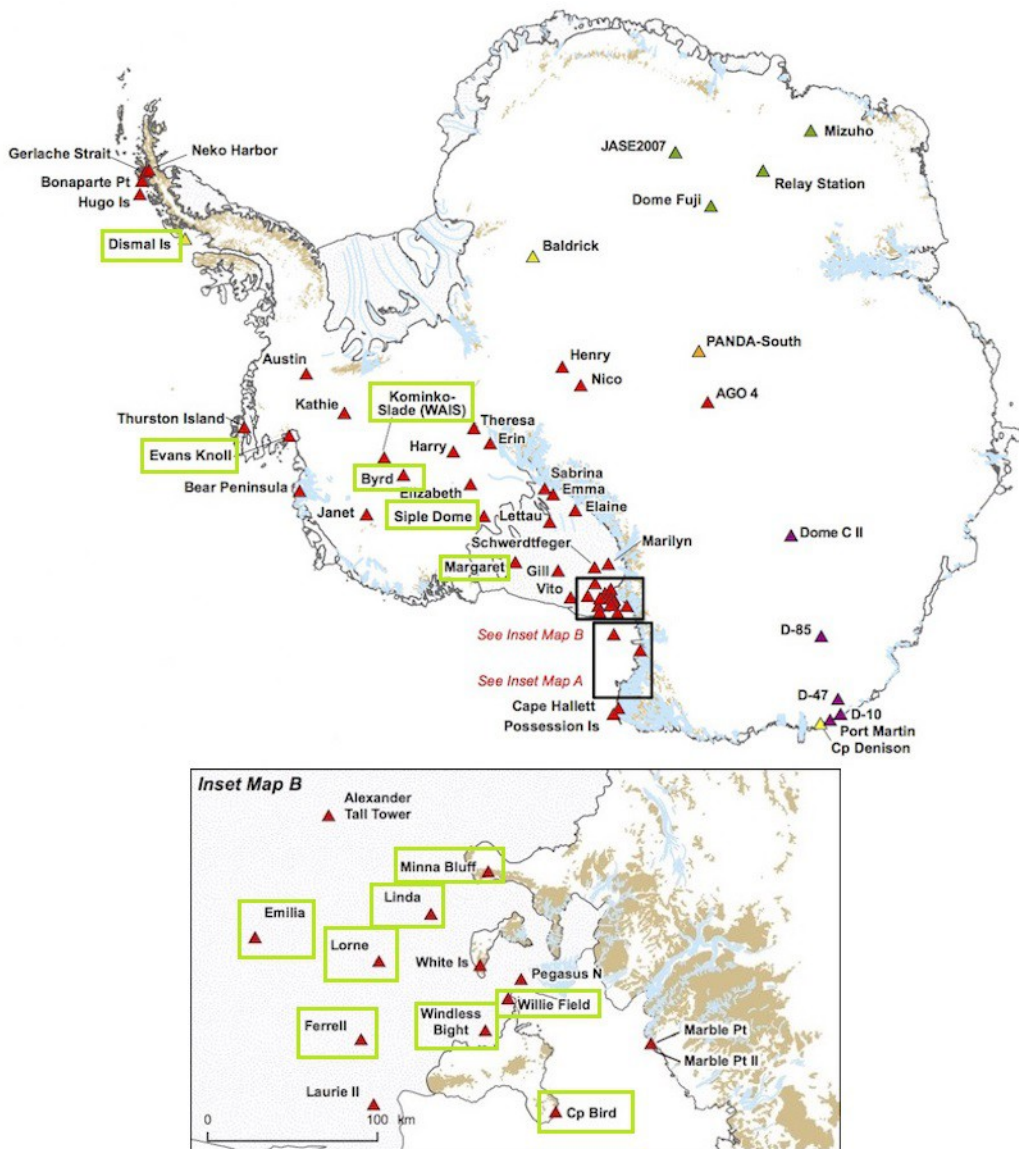 Mizuho
JASE2007
Neko Harbor
Gerlache Strait
Relay Station
Bonaparte Pt
Hugo Is
Dome Fuji
Dismal Is
Baldrick
PANDA-South
Henry
Austin
Nico
AGO 4
Kominko-
Slade (WAIS)
Kathie
Theresa
Thurston Island
Erin
Harry
Evans Knoll
Sabrina
Byrd
Emma
Bear Peninsula
Elizabeth
Elaine
Janet
Siple Dome
Lettau
Dome C II
Schwerdtfeger
Marilyn
Margaret
Gill
Vito
See Inset Map B
D-85
See Inset Map A
D-47
Cape Hallett
D-10
Possession Is
Port Martin
Cp Denison
Inset Map B
Alexander
Tall Tower
Minna Bluff
Linda
Emilia
Lorne
White Is
Pegasus N
Willie Field
Windless
Bight
Ferrell
Marble Pt
Marble Pt II
Laurie II
Cp Bird
0 100 km